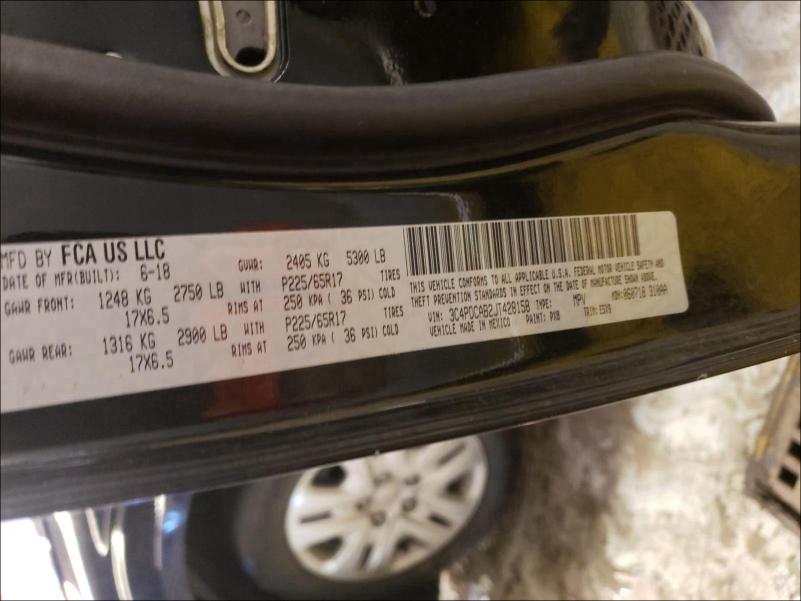 MFD BY FCA US LLC
DATE OF MFR(BUILT): 6-18 GVWR: 2405 KG 5300 LB
GAWR FRONT: 1248 KG 2750 LB WITH P225/65R17 TIRES
17X6.5 RIMS AT 250 KPA ( 36 PSI) COLD
GAWR REAR: 1316 KG 2900 LB WITH P225/65R17 TIRES
17X6.5 RIMS AT 250 KPA ( 36 PSI) COLD
THIS VEHICLE CONFORMS TO ALL APPLICABLE U.S.A. FEDERAL MOTOR VEHICLE SAFETY AND
THEFT PREVENTION STANDARDS IN EFFECT ON THE DATE OF MANUFACTURE SHOWN ABOVE.
VIN: 3C4PDCAB2JT428158 TYPE: MPV MDH:
VEHICLE MADE IN MEXICO PAINT: PXB TRIM: